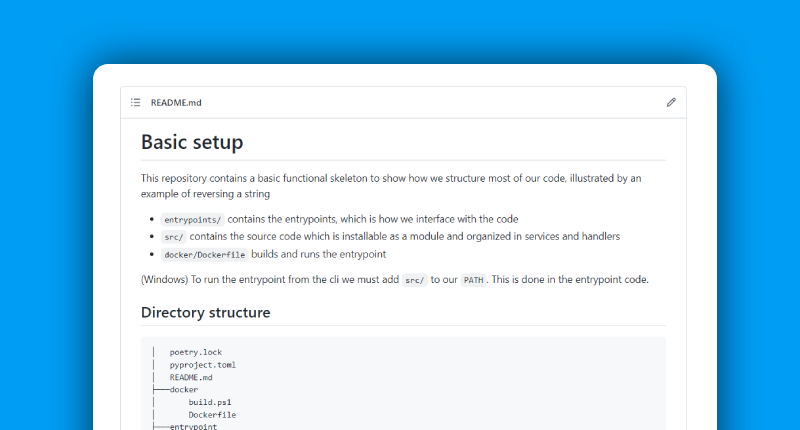 README.md
Basic setup
This repository contains a basic functional skeleton to show how we structure most of our code, illustrated by an
example of reversing a string
entrypoints/ contains the entrypoints, which is how we interface with the code
src/ contains the source code which is installable as a module and organized in services and handlers
docker/Dockerfile builds and runs the entrypoint
(Windows) To run the entrypoint from the cli we must add src/ to our PATH. This is done in the entrypoint code.
Directory structure
│   poetry.lock
│   pyproject.toml
│   README.md
├───docker
│       build.ps1
│       Dockerfile
├───entrypoint